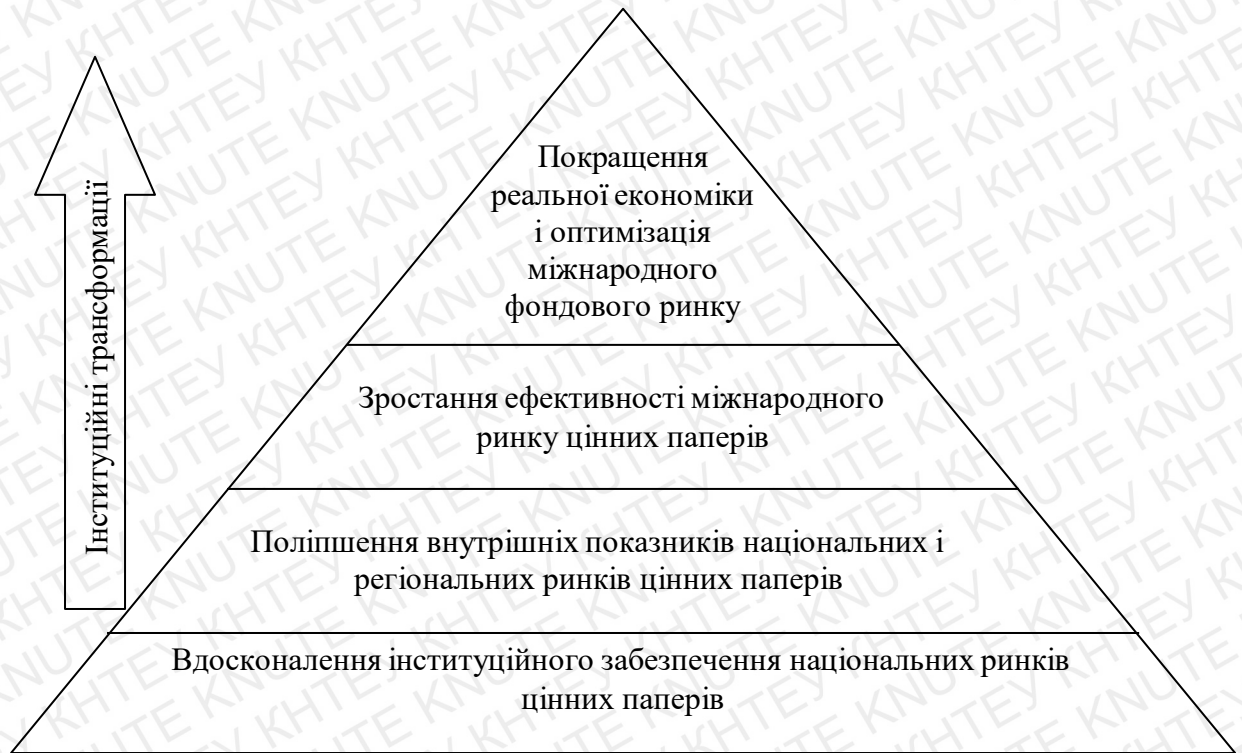 Покращення
реальної економіки
і оптимізація
міжнародного
фондового ринку
Інституційні трансформації
Зростання ефективності міжнародного
ринку цінних паперів
Поліпшення внутрішніх показників національних і
регіональних ринків цінних паперів
Вдосконалення інституційного забезпечення національних ринків
цінних паперів